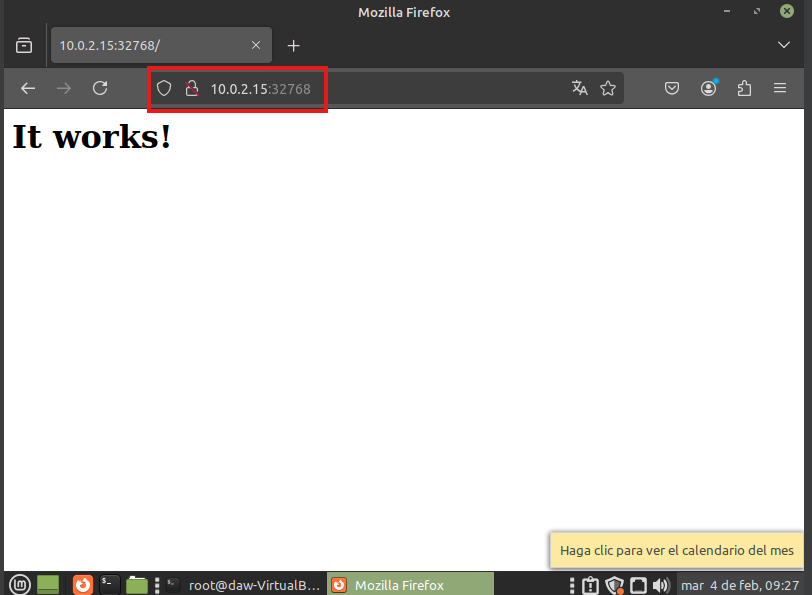 Mozilla Firefox
10.0.2.15:32768/
10.0.2.15:32768
It works!
Haga clic para ver el calendario del mes
root@daw-VirtualB...
Mozilla Firefox
mar 4 de feb, 09:27